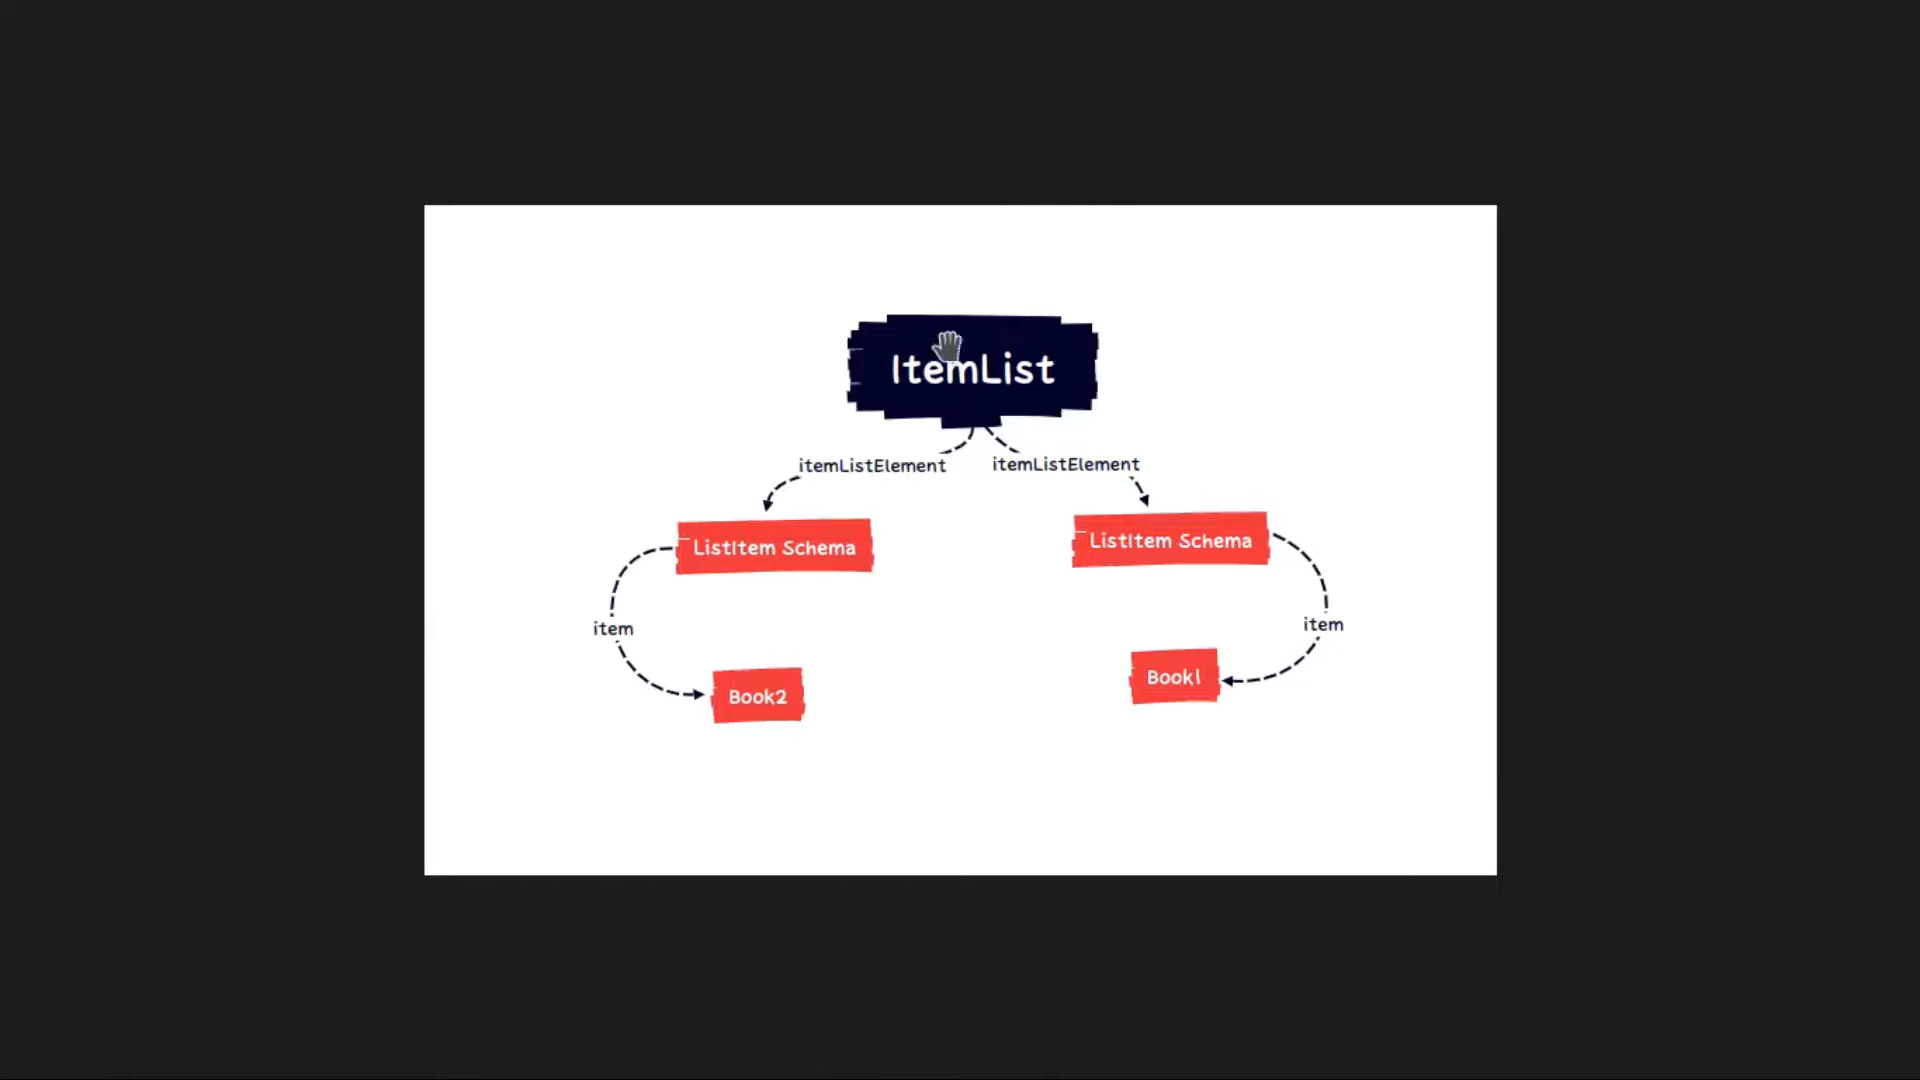 ItemList
itemListElement
itemListElement
ListItem Schema
ListItem Schema
item
item
Book2
Book1